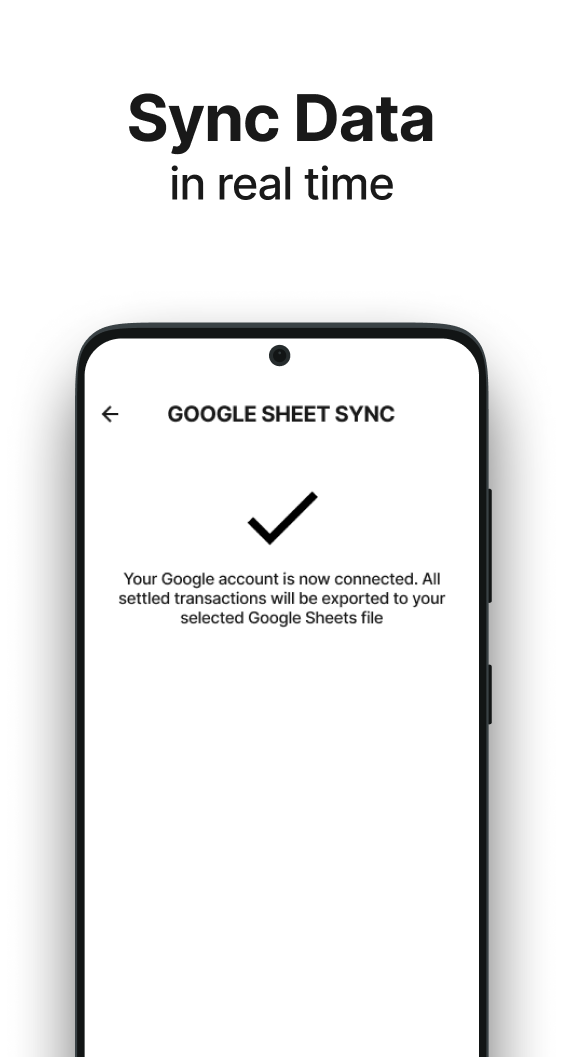 Sync Data
in real time
GOOGLE SHEET SYNC
Your Google account is now connected. All
settled transactions will be exported to your
selected Google Sheets file